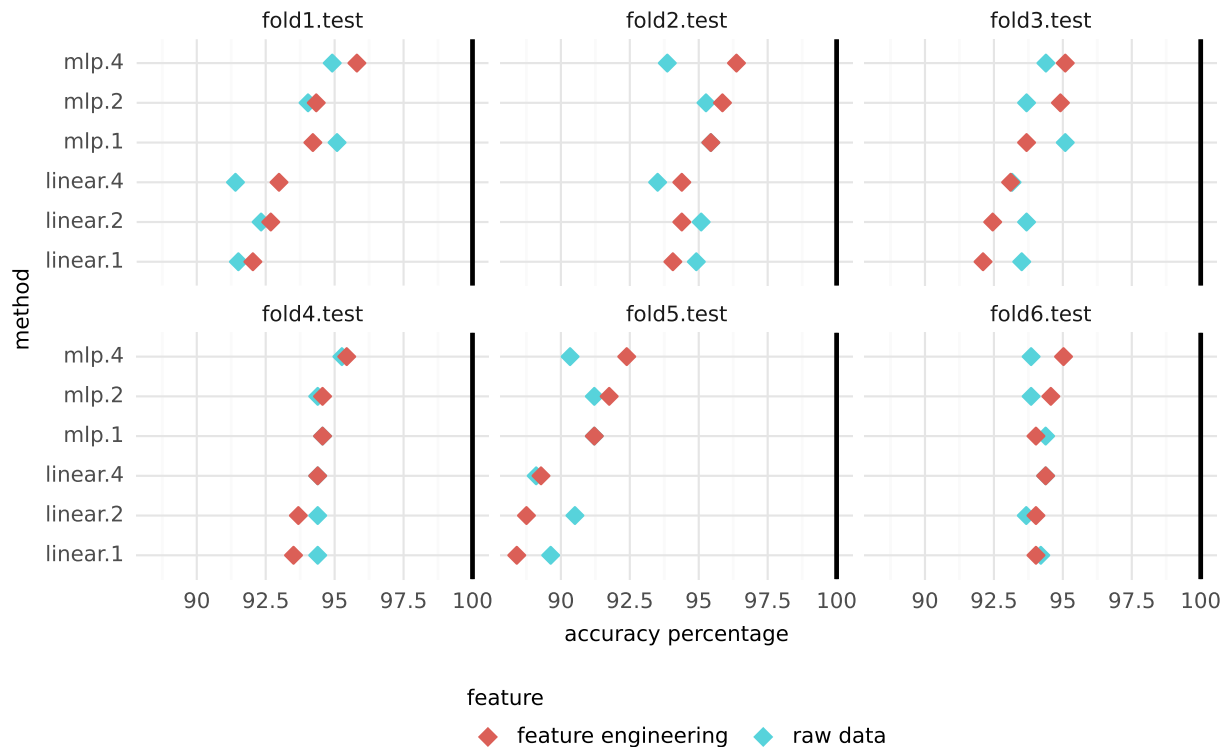 fold1.test fold2.test fold3.test
mlp.4
mlp.2
mlp.1
linear.4
linear.2
linear.1
method
fold4.test fold5.test fold6.test
mlp.4
mlp.2
mlp.1
linear.4
linear.2
linear.1
90 92.5 95 97.5 100 90 92.5 95 97.5 100 90 92.5 95 97.5 100
accuracy percentage
feature
feature engineering raw data